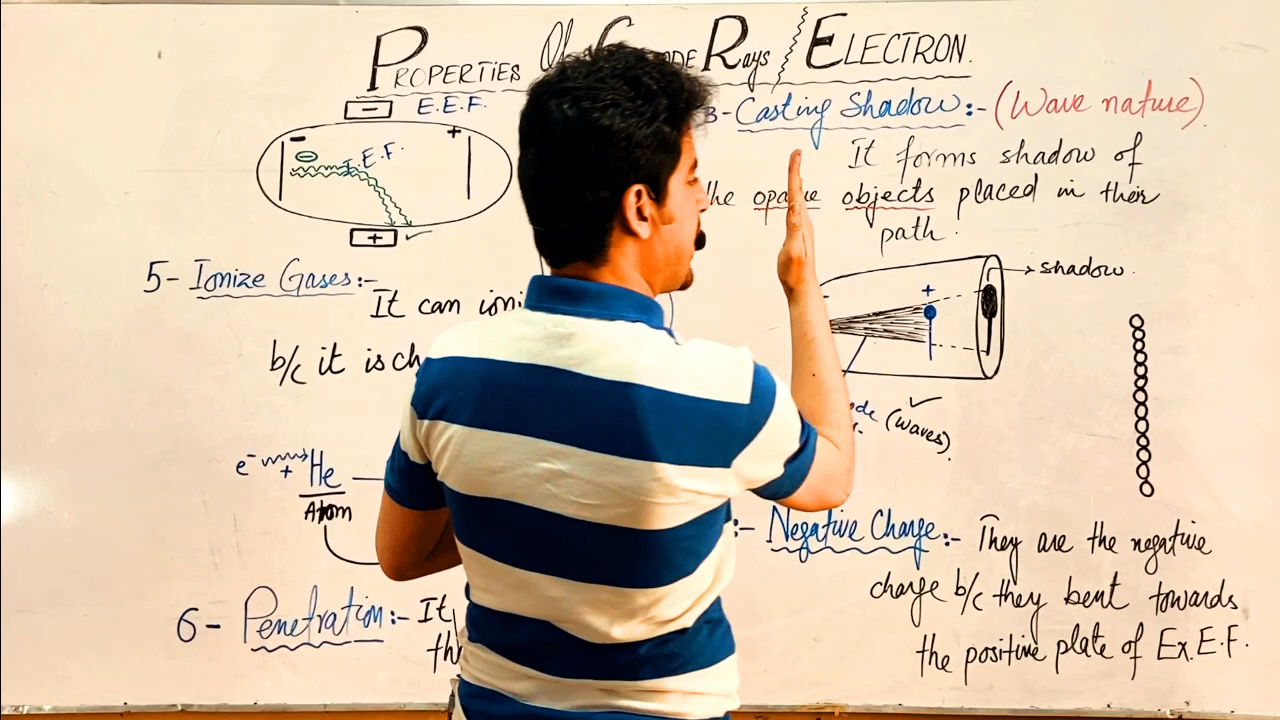 PROPERTIES Of RAYS / ELECTRON.
E.E.F.
E.F.
3- Casting Shadow:- (Wave nature)
It forms shadow of
the opaque objects placed in their
path.
shadow.
(waves)
5- Ionize Gases:-
It can ioni
b/c it is ch
e⁻ + He
Atom
:- Negative Charge:- They are the negative
charge b/c they bent towards
the positive plate of Ex. E.F.
6- Penetration:- It
th